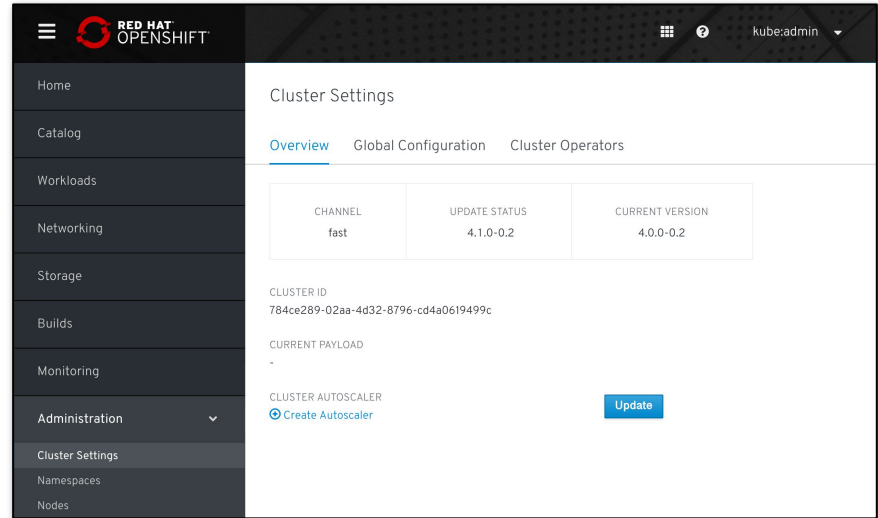 RED HAT
OPENSHIFT
kube:admin
Home
Catalog
Workloads
Networking
Storage
Builds
Monitoring
Administration
Cluster Settings
Namespaces
Nodes
Cluster Settings
Overview Global Configuration Cluster Operators
CHANNEL UPDATE STATUS CURRENT VERSION
fast 4.1.0-0.2 4.0.0-0.2
CLUSTER ID
784ce289-02aa-4d32-8796-cd4a0619499c
CURRENT PAYLOAD
-
CLUSTER AUTOSCALER
Create Autoscaler
Update